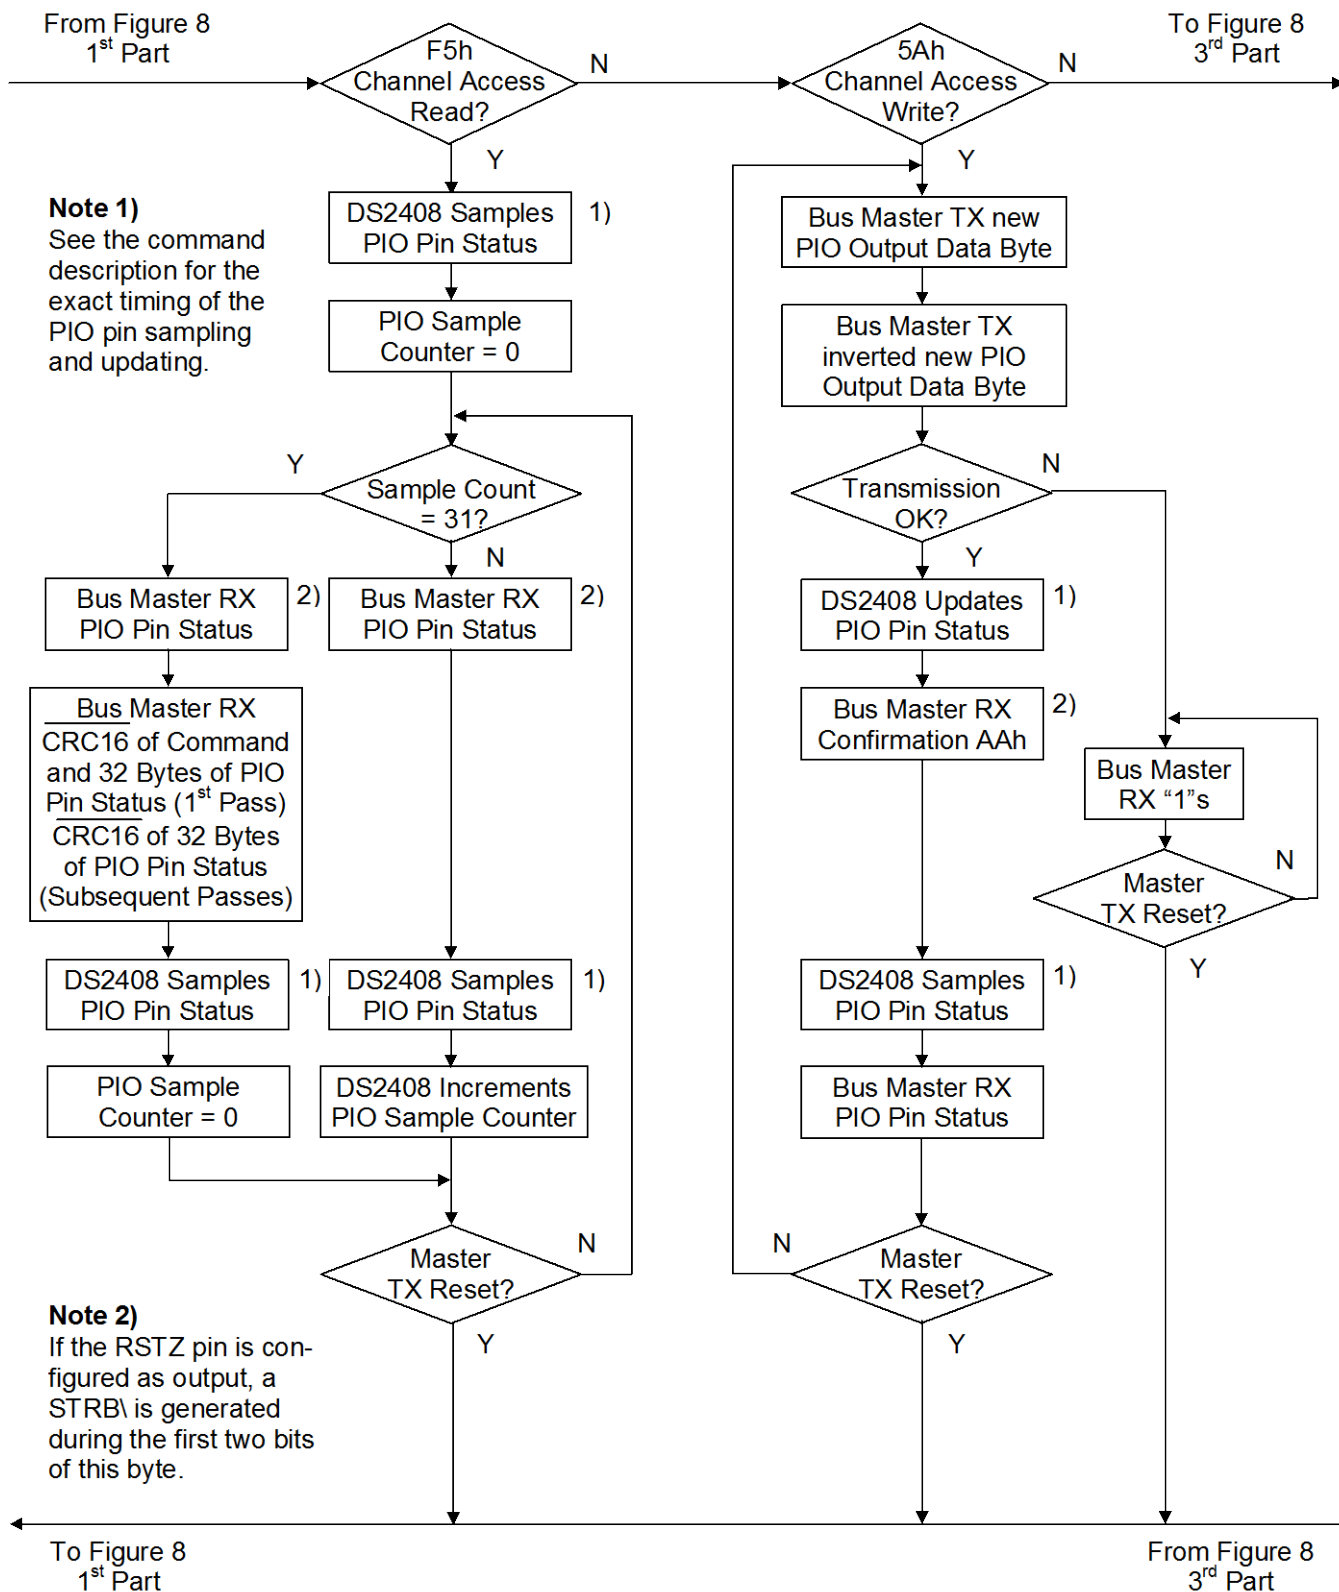 From Figure 8
1st Part
F5h
Channel Access
Read?
N
5Ah
Channel Access
Write?
N
To Figure 8
3rd Part
Y
Y
Note 1)
See the command
description for the
exact timing of the
PIO pin sampling
and updating.
DS2408 Samples
PIO Pin Status
1)
PIO Sample
Counter = 0
Bus Master TX new
PIO Output Data Byte
Bus Master TX
inverted new PIO
Output Data Byte
Y
Sample Count
= 31?
N
Transmission
OK?
N
Y
Bus Master RX
PIO Pin Status
2)
Bus Master RX
PIO Pin Status
2)
DS2408 Updates
PIO Pin Status
1)
Bus Master RX
CRC16 of Command
and 32 Bytes of PIO
Pin Status (1st Pass)
CRC16 of 32 Bytes
of PIO Pin Status
(Subsequent Passes)
Bus Master RX
Confirmation AAh
2)
Bus Master
RX “1”s
Master
TX Reset?
N
Y
DS2408 Samples
PIO Pin Status
1)
DS2408 Samples
PIO Pin Status
1)
DS2408 Samples
PIO Pin Status
1)
PIO Sample
Counter = 0
DS2408 Increments
PIO Sample Counter
Bus Master RX
PIO Pin Status
Master
TX Reset?
N
Y
N
Master
TX Reset?
Y
Note 2)
If the RSTZ pin is con-
figured as output, a
STRB\ is generated
during the first two bits
of this byte.
To Figure 8
1st Part
From Figure 8
3rd Part